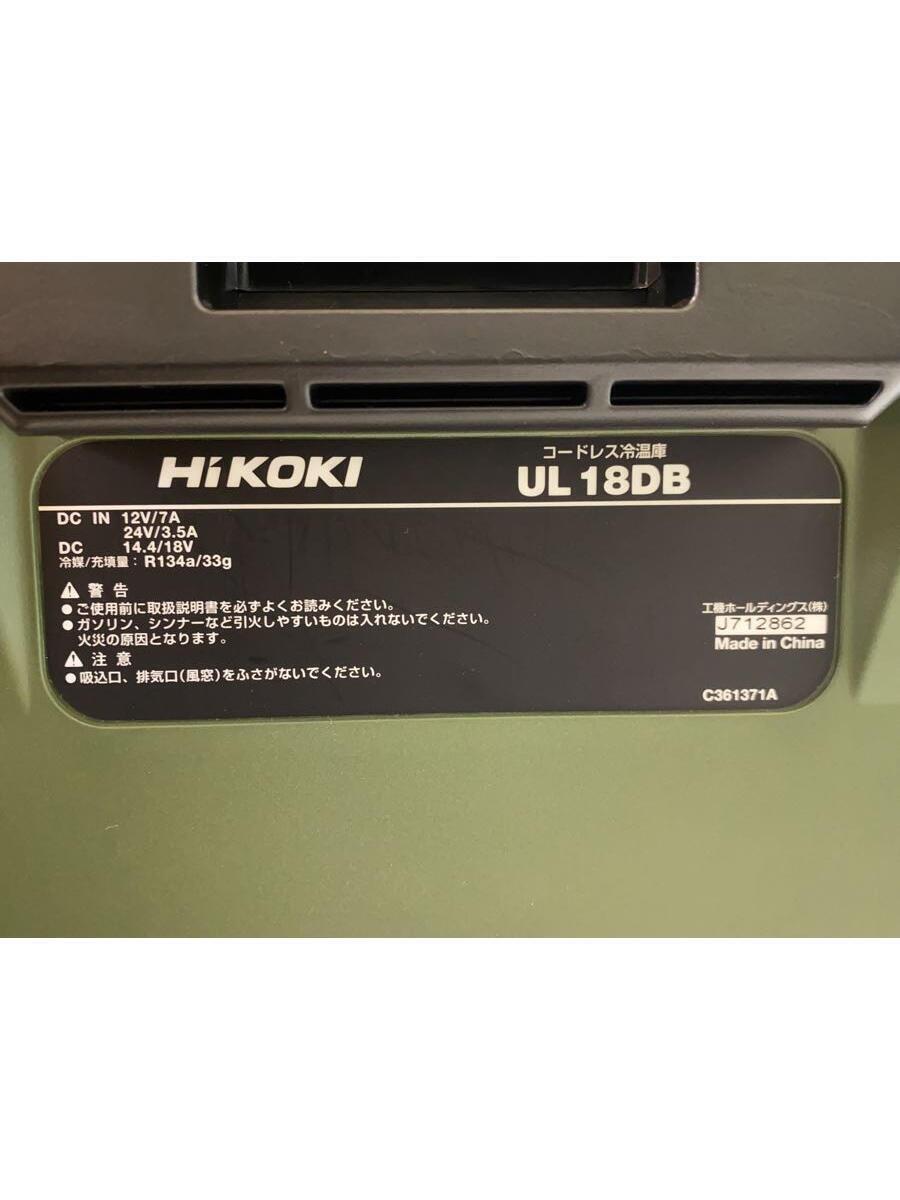 HiKOKI
コードレス冷温庫
UL 18DB
DC IN 12V/7A
24V/3.5A
DC 14.4/18V
冷媒/充填量: R134a/33g
警告
●ご使用前に取扱説明書を必ずよくお読みください。
●ガソリン、シンナーなど引火しやすいものは入れないでください。
火災の原因となります。
注意
●吸込口、排気口(風窓)をふさがないでください。
工機ホールディングス(株)
J712862
Made in China
C361371A